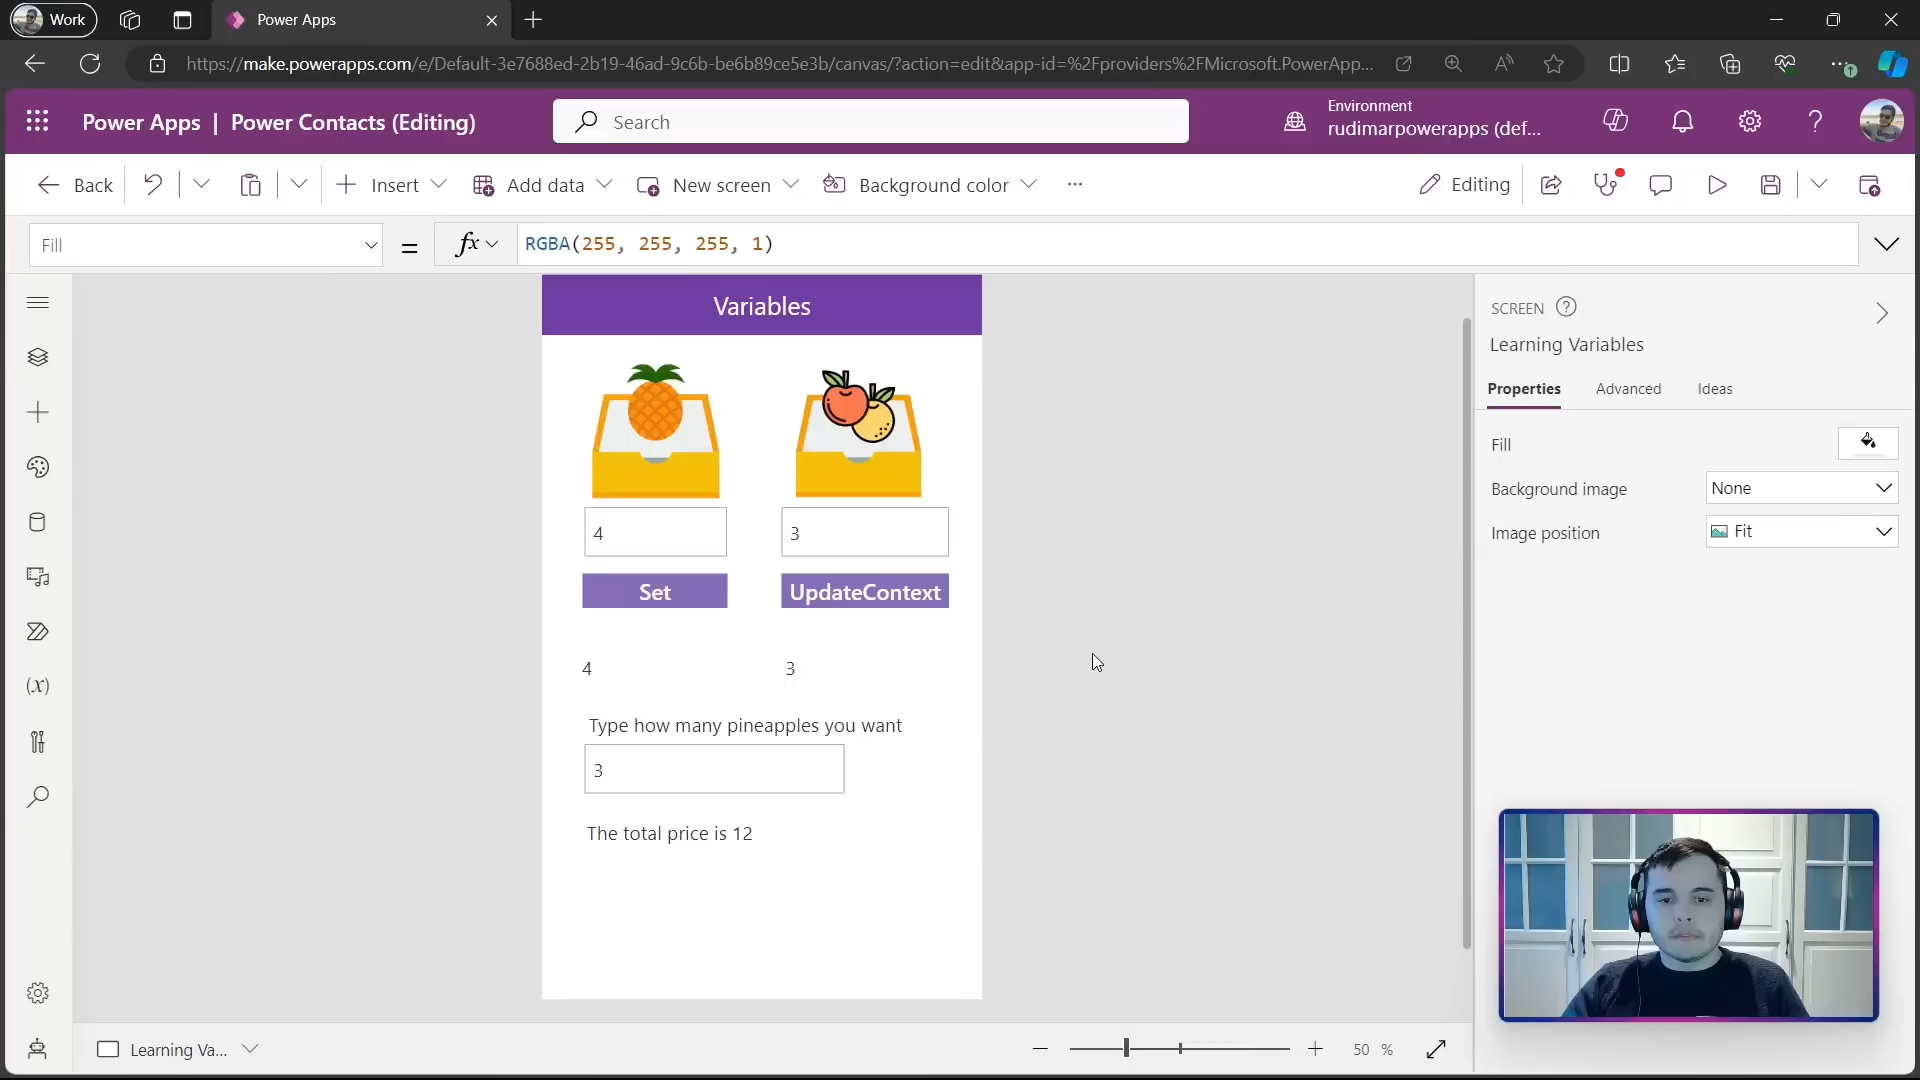 Work
Power Apps
https://make.powerapps.com/e/Default-3e7688ed-2b19-46ad-9c6b-be6b89ce5e3b/canvas/?action=edit&app-id=%2Fproviders%2FMicrosoft.PowerApp...
Power Apps | Power Contacts (Editing)
Search
Environment
rudimarpowerapps (def...
Back
Insert
Add data
New screen
Background color
...
Editing
Fill
=
fx
RGBA(255, 255, 255, 1)
Variables
4
3
Set
UpdateContext
4
3
Type how many pineapples you want
3
The total price is 12
SCREEN
Learning Variables
Properties
Advanced
Ideas
Fill
Background image
None
Image position
Fit
(x)
Learning Va...
50 %